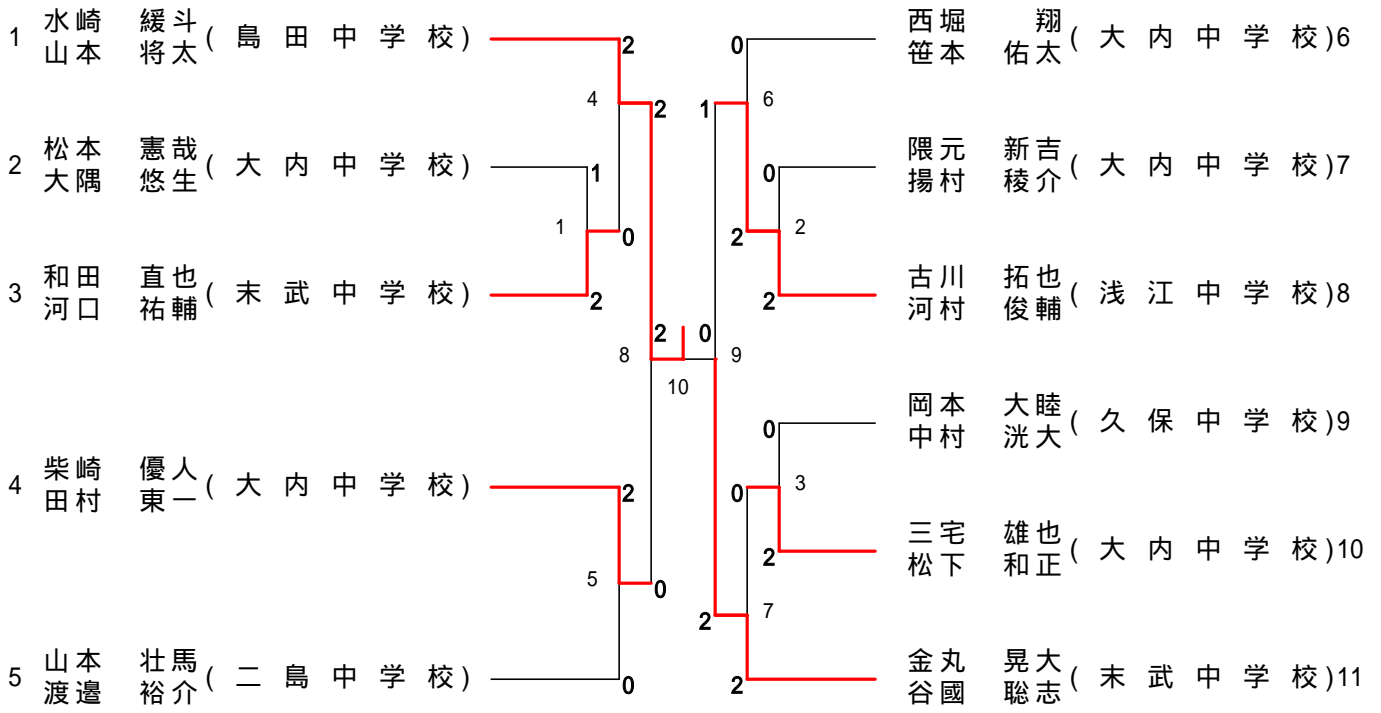 水崎 緩斗
1 (島田中学校)
山本 将太
松本 憲哉
2 (大内中学校)
大隅 悠生
和田 直也
3 (末武中学校)
河口 祐輔
柴崎 優人
4 (大内中学校)
田村 東一
山本 壮馬
5 (二島中学校)
渡邉 裕介
2
4
2
1
1
0
2
2
8
10
2
5
0
0
0
1
6
0
2
2
2
0
9
0
3
0
2
7
2
2
西堀 翔
(大内中学校)6
笹本 佑太
隈元 新吉
(大内中学校)7
揚村 稜介
古川 拓也
(浅江中学校)8
河村 俊輔
岡本 大睦
(久保中学校)9
中村 洸大
三宅 雄也
(大内中学校)10
松下 和正
金丸 晃大
(末武中学校)11
谷國 聡志